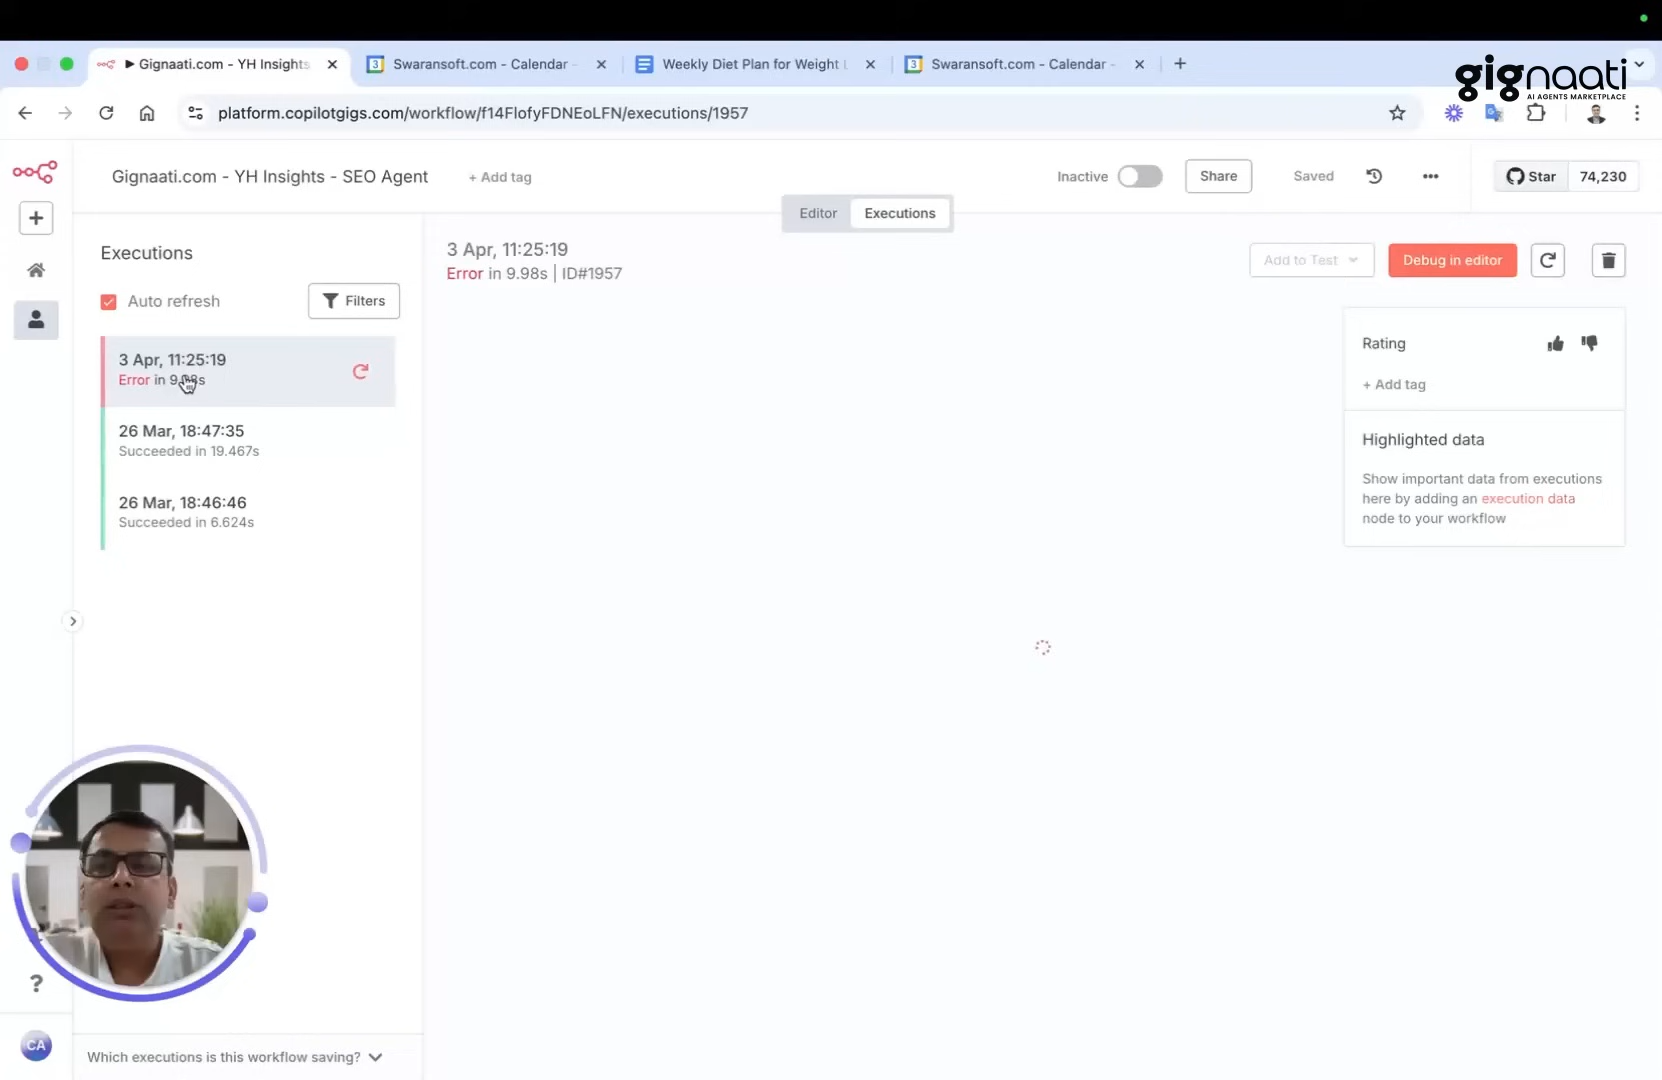 Gignaati.com - YH Insights
Swaransoft.com - Calendar -
Weekly Diet Plan for Weight L
Swaransoft.com - Calendar -
gignaati
AI AGENTS MARKETPLACE
platform.copilotgigs.com/workflow/f14FlofyFDNEoLFN/executions/1957
Gignaati.com - YH Insights - SEO Agent
+ Add tag
Inactive
Share
Saved
Star
74,230
Editor
Executions
Executions
3 Apr, 11:25:19
Error in 9.98s | ID#1957
Add to Test
Debug in editor
Auto refresh
Filters
3 Apr, 11:25:19
Error in 9.98s
26 Mar, 18:47:35
Succeeded in 19.467s
26 Mar, 18:46:46
Succeeded in 6.624s
Rating
+ Add tag
Highlighted data
Show important data from executions
here by adding an execution data
node to your workflow
?
CA
Which executions is this workflow saving?